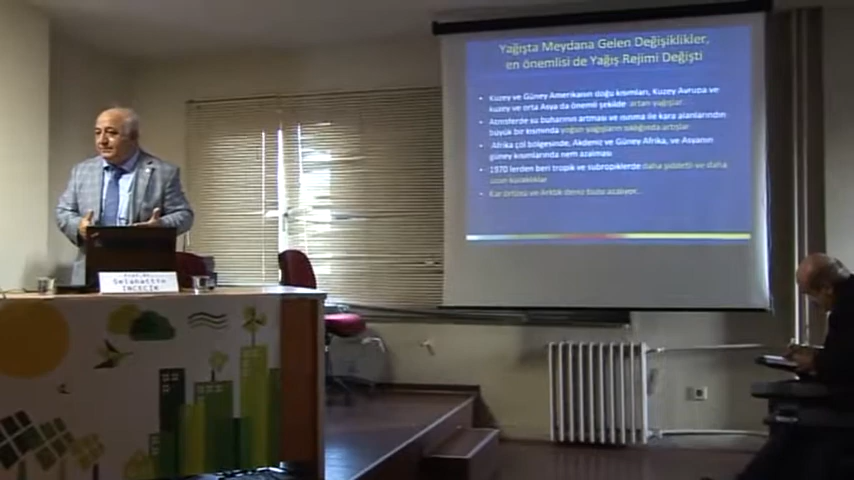 Yağışta Meydana Gelen Değişiklikler,
en önemlisi de Yağış Rejimi Değişti
• Kuzey ve Güney Amerikanın doğu kısımları, Kuzey Avrupa ve
kuzey ve orta Asya da önemli şekilde artan yağışlar
• Atmosferde su buharının artması ve ısınma ile kara alanlarının
büyük bir kısmında yoğun yağışların sıklığında artışlar
• Afrika çöl bölgesinde, Akdeniz ve Güney Afrika, ve Asyanın
güney kısımlarında nem azalması
• 1970 lerden beri tropik ve subropiklerde daha şiddetli ve daha
uzun kuraklıklar
• Kar örtüsü ve Arktik deniz buzu azalıyor.
Selahattin
İNCECİK